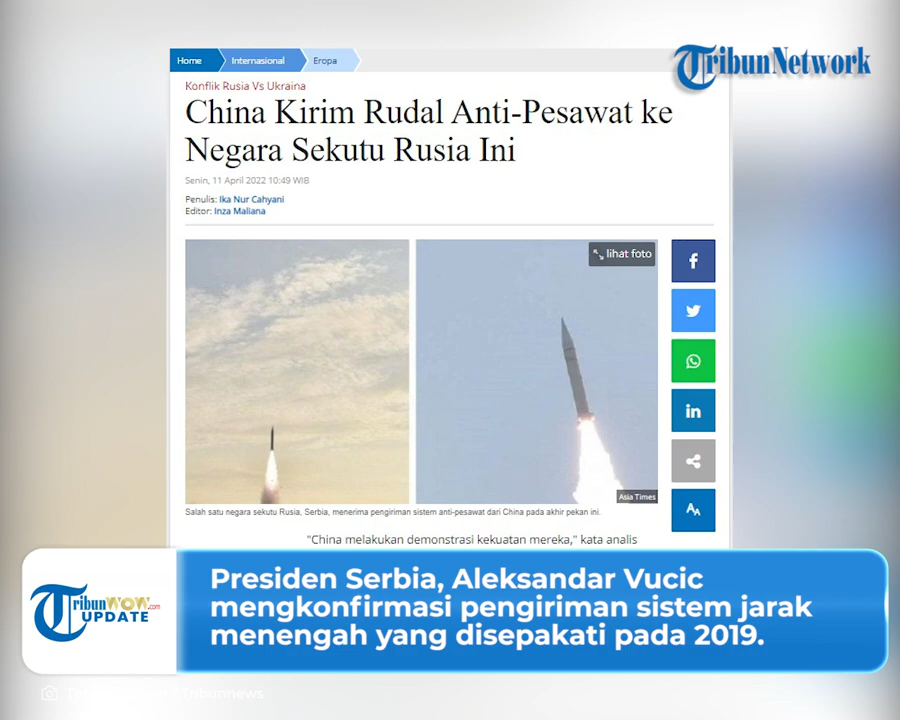 Home Internasional Eropa
TribunNetwork
Konflik Rusia Vs Ukraina
China Kirim Rudal Anti-Pesawat ke
Negara Sekutu Rusia Ini
Senin, 11 April 2022 10:49 WIB
Penulis: Ika Nur Cahyani
Editor: Inza Maliana
lihat foto
Asia Times
Salah satu negara sekutu Rusia, Serbia, menerima pengiriman sistem anti-pesawat dari China pada akhir pekan ini.
"China melakukan demonstrasi kekuatan mereka," kata analis
TribunWOW.com
UPDATE
Presiden Serbia, Aleksandar Vucic
mengkonfirmasi pengiriman sistem jarak
menengah yang disepakati pada 2019.
Tribunnews